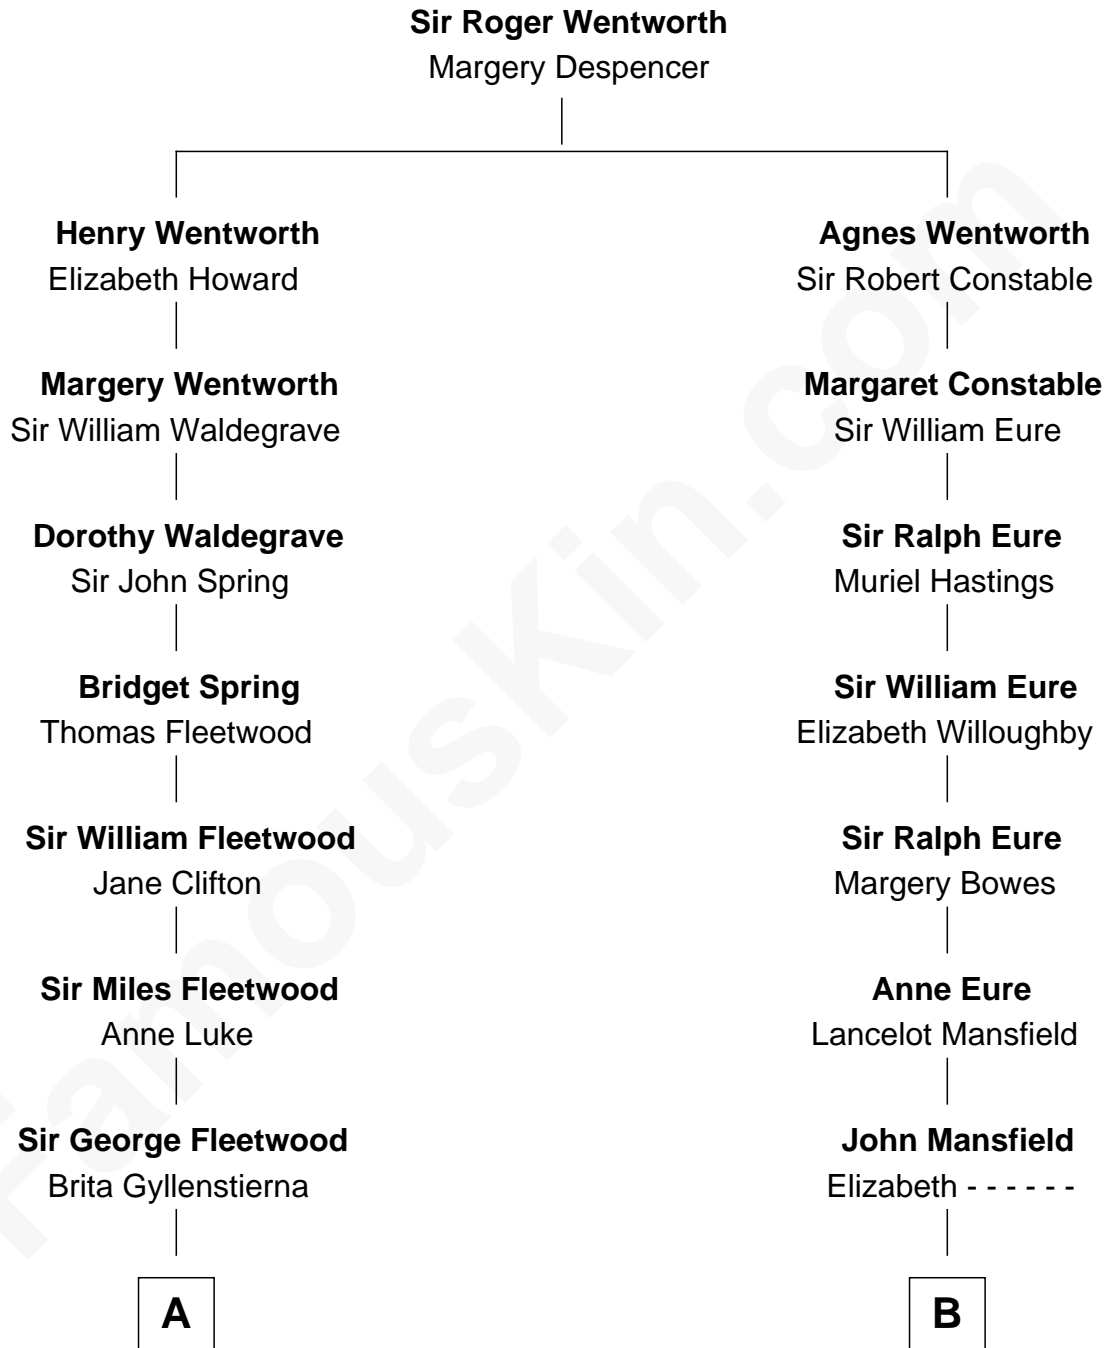 Sir Roger Wentworth
Margery Despencer
Henry Wentworth
Elizabeth Howard
Agnes Wentworth
Sir Robert Constable
Margery Wentworth
Sir William Waldegrave
Margaret Constable
Sir William Eure
Dorothy Waldegrave
Sir John Spring
Sir Ralph Eure
Muriel Hastings
Bridget Spring
Thomas Fleetwood
Sir William Eure
Elizabeth Willoughby
Sir William Fleetwood
Jane Clifton
Sir Ralph Eure
Margery Bowes
Sir Miles Fleetwood
Anne Luke
Anne Eure
Lancelot Mansfield
Sir George Fleetwood
Brita Gyllenstierna
John Mansfield
Elizabeth - - - - - -
A
B
FamousKin.com